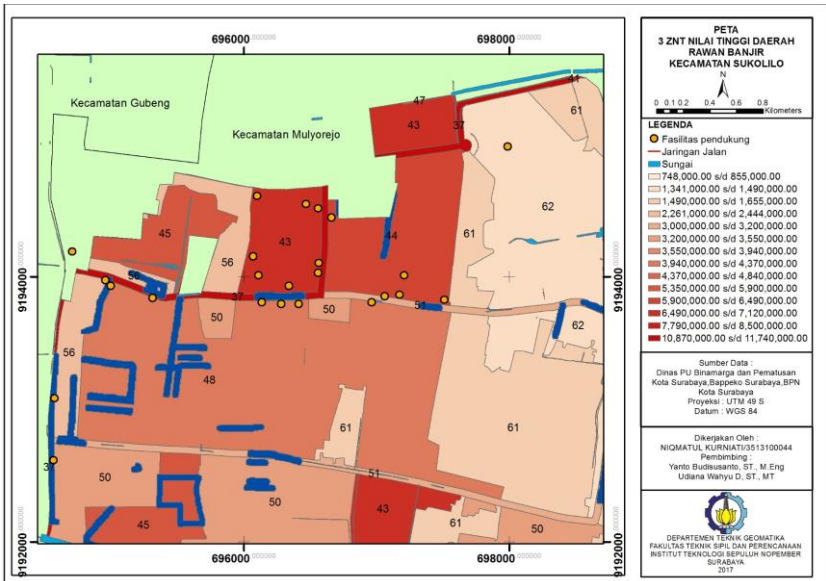 696000.000000
698000.000000
Kecamatan Gubeng
Kecamatan Mulyorejo
47
43
37
41
61
62
45
56
43
44
61
56
37
51
50
50
62
56
48
61
61
37
51
50
50
45
43
61
50
9194000.000000
9192000.000000
9194000.000000
9192000.000000
696000.000000
698000.000000
PETA
3 ZNT NILAI TINGGI DAERAH
RAWAN BANJIR
KECAMATAN SUKOLILO
N
0 0.1 0.2 0.4 0.6 0.8
Kilometers
LEGENDA
Fasilitas pendukung
Jaringan Jalan
Sungai
748,000.00 s/d 855,000.00
1,341,000.00 s/d 1,490,000.00
1,490,000.00 s/d 1,655,000.00
2,261,000.00 s/d 2,444,000.00
3,000,000.00 s/d 3,200,000.00
3,200,000.00 s/d 3,550,000.00
3,550,000.00 s/d 3,940,000.00
3,940,000.00 s/d 4,370,000.00
4,370,000.00 s/d 4,840,000.00
5,350,000.00 s/d 5,900,000.00
5,900,000.00 s/d 6,490,000.00
6,490,000.00 s/d 7,120,000.00
7,790,000.00 s/d 8,500,000.00
10,870,000.00 s/d 11,740,000.00
Sumber Data :
Dinas PU Binamarga dan Pematusan
Kota Surabaya,Bappeko Surabaya,BPN
Kota Surabaya
Proyeksi : UTM 49 S
Datum : WGS 84
Dikerjakan Oleh :
NIQMATUL KURNIATI/3513100044
Pembimbing :
Yanto Budisusanto, ST., M.Eng
Udiana Wahyu D, ST., MT
DEPARTEMEN TEKNIK GEOMATIKA
FAKULTAS TEKNIK SIPIL DAN PERENCANAAN
INSTITUT TEKNOLOGI SEPULUH NOPEMBER
SURABAYA
2017